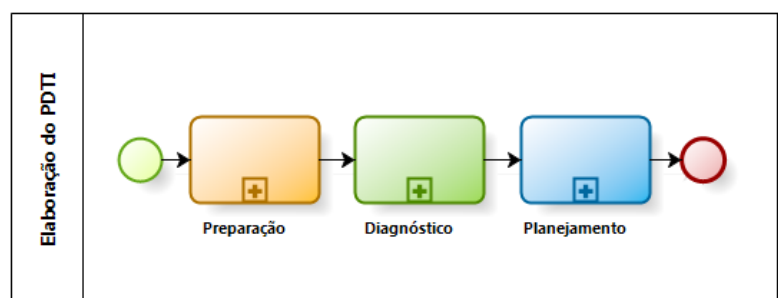 Elaboração do PDTI
Preparação
Diagnóstico
Planejamento